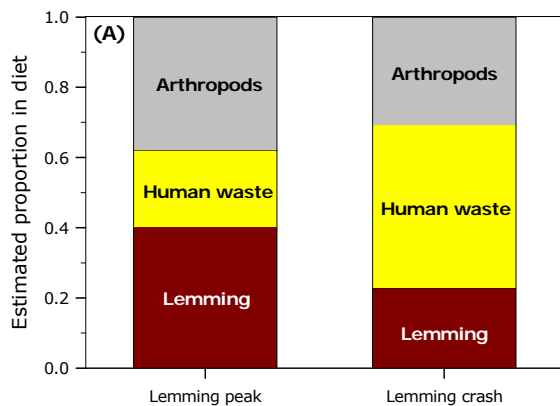 (A)
Estimated proportion in diet
1.0
0.8
0.6
0.4
0.2
0.0
Arthropods
Human waste
Lemming
Arthropods
Human waste
Lemming
Lemming peak
Lemming crash